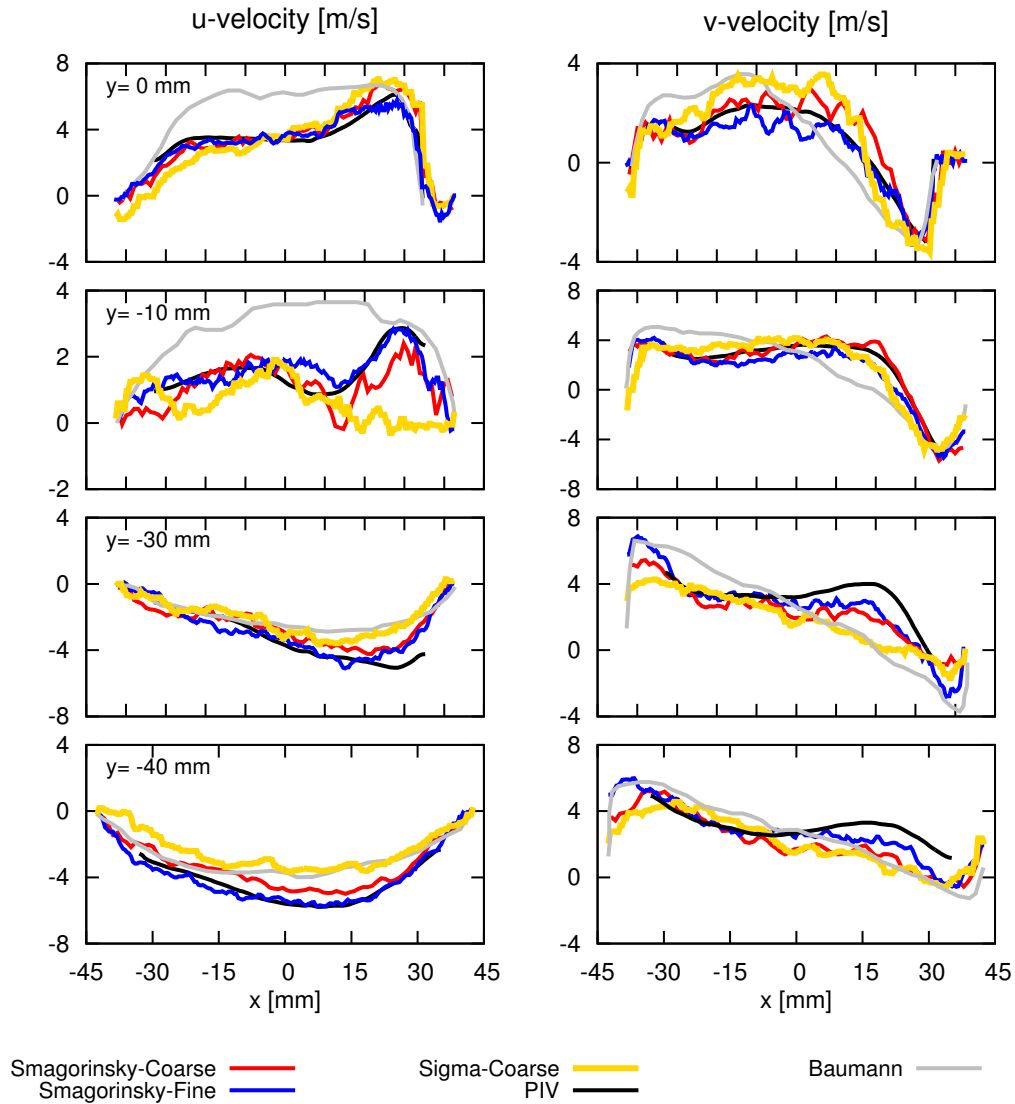 u-velocity [m/s]
v-velocity [m/s]
y= 0 mm
8
4
0
-4
4
0
-4
y= -10 mm
4
2
0
-2
8
4
0
-4
-8
y= -30 mm
4
0
-4
-8
8
4
0
-4
y= -40 mm
4
0
-4
-8
8
4
0
-4
-45 -30 -15 0 15 30 45
-45 -30 -15 0 15 30 45
x [mm]
x [mm]
Smagorinsky-Coarse
Smagorinsky-Fine
Sigma-Coarse
PIV
Baumann